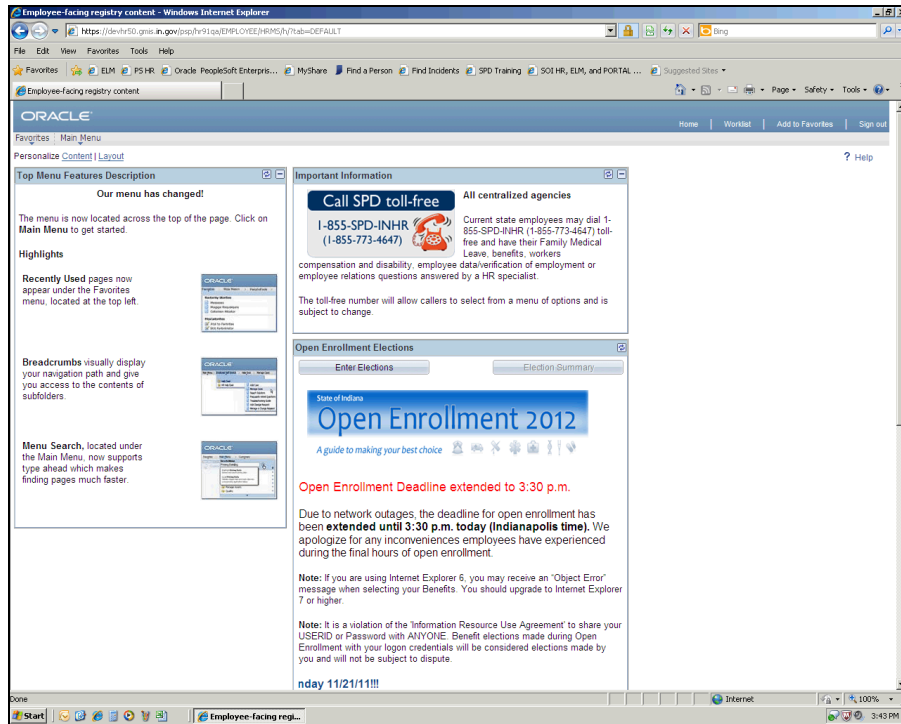 Employee-facing registry content - Windows Internet Explorer
https://devhr50.gmis.in.gov/psp/hr91qa/EMPLOYEE/HRMS/h/?tab=DEFAULT
Bing
File Edit View Favorites Tools Help
Favorites ELM PS HR Oracle PeopleSoft Enterpris... MyShare Find a Person Find Incidents SPD Training SOI HR, ELM, and PORTAL ... Suggested Sites
Employee-facing registry content
Page Safety Tools
ORACLE
Home | Worklist | Add to Favorites | Sign out
Favorites Main Menu
Personalize Content | Layout
? Help
Top Menu Features Description
Our menu has changed!
The menu is now located across the top of the page. Click on
Main Menu to get started.
Highlights
Recently Used pages now
appear under the Favorites
menu, located at the top left.
Breadcrumbs visually display
your navigation path and give
you access to the contents of
subfolders.
Menu Search, located under
the Main Menu, now supports
type ahead which makes
finding pages much faster.
ORACLE
ORACLE
ORACLE
Important Information
Call SPD toll-free
1-855-SPD-INHR
(1-855-773-4647)
All centralized agencies
Current state employees may dial 1-
855-SPD-INHR (1-855-773-4647) toll-
free and have their Family Medical
Leave, benefits, workers
compensation and disability, employee data/verification of employment or
employee relations questions answered by a HR specialist.
The toll-free number will allow callers to select from a menu of options and is
subject to change.
Open Enrollment Elections
Enter Elections
Election Summary
State of Indiana
Open Enrollment 2012
A guide to making your best choice
Open Enrollment Deadline extended to 3:30 p.m.
Due to network outages, the deadline for open enrollment has
been extended until 3:30 p.m. today (Indianapolis time). We
apologize for any inconveniences employees have experienced
during the final hours of open enrollment.
Note: If you are using Internet Explorer 6, you may receive an "Object Error"
message when selecting your Benefits. You should upgrade to Internet Explorer
7 or higher.
Note: It is a violation of the 'Information Resource Use Agreement' to share your
USERID or Password with ANYONE. Benefit elections made during Open
Enrollment with your logon credentials will be considered elections made by
you and will not be subject to dispute.
nday 11/21/11!!!
Done
Internet
100%
Start
Employee-facing regi...
3:43 PM